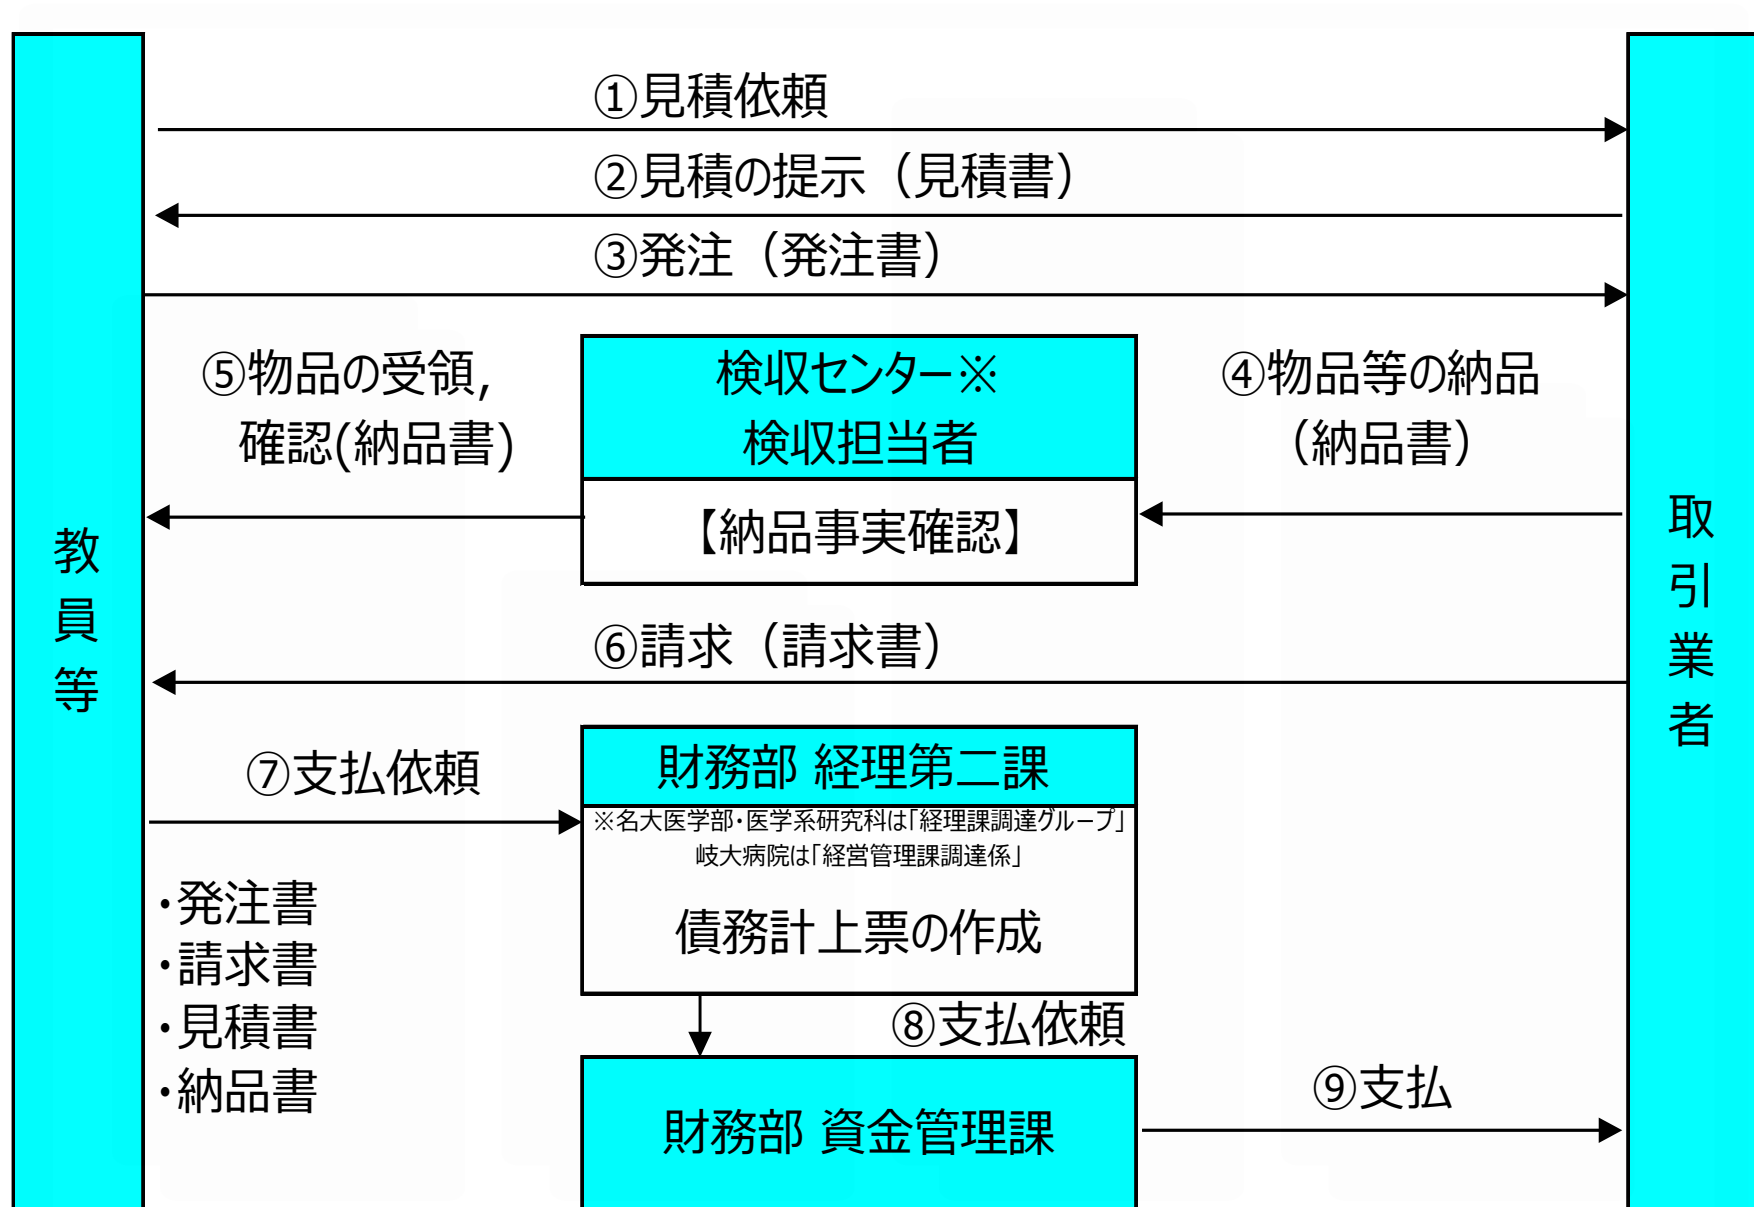 ①見積依頼
②見積の提示（見積書）
③発注（発注書）
⑤物品の受領,
確認(納品書)
検収センター※
検収担当者
【納品事実確認】
④物品等の納品
（納品書）
教員等
取引業者
⑥請求（請求書）
⑦支払依頼
・発注書
・請求書
・見積書
・納品書
財務部 経理第二課
※名大医学部・医学系研究科は「経理課調達グループ」
岐大病院は「経営管理課調達係」
債務計上票の作成
⑧支払依頼
財務部 資金管理課
⑨支払